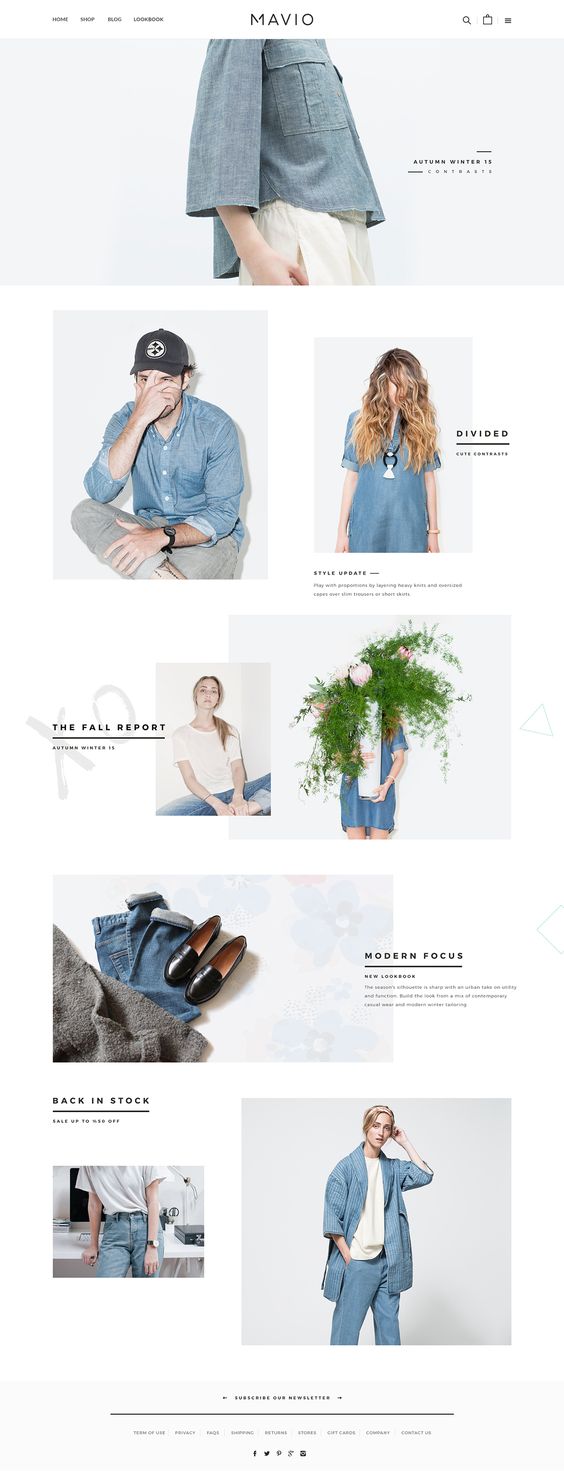 HOME SHOP BLOG LOOKBOOK
MAVIO
AUTUMN WINTER 15
CONTRASTS
DIVIDED
CUTE CONTRASTS
STYLE UPDATE
Play with proportions by layering heavy knits and oversized
capes over slim trousers or short skirts
XO
THE FALL REPORT
AUTUMN WINTER 15
MODERN FOCUS
NEW LOOKBOOK
The season's silhouette is sharp with an urban take on utility
and function. Build the look from a mix of contemporary
casual wear and modern winter tailoring
BACK IN STOCK
SALE UP TO %50 OFF
← SUBSCRIBE OUR NEWSLETTER →
TERM OF USE PRIVACY FAQS SHIPPING RETURNS STORES GIFT CARDS COMPANY CONTACT US